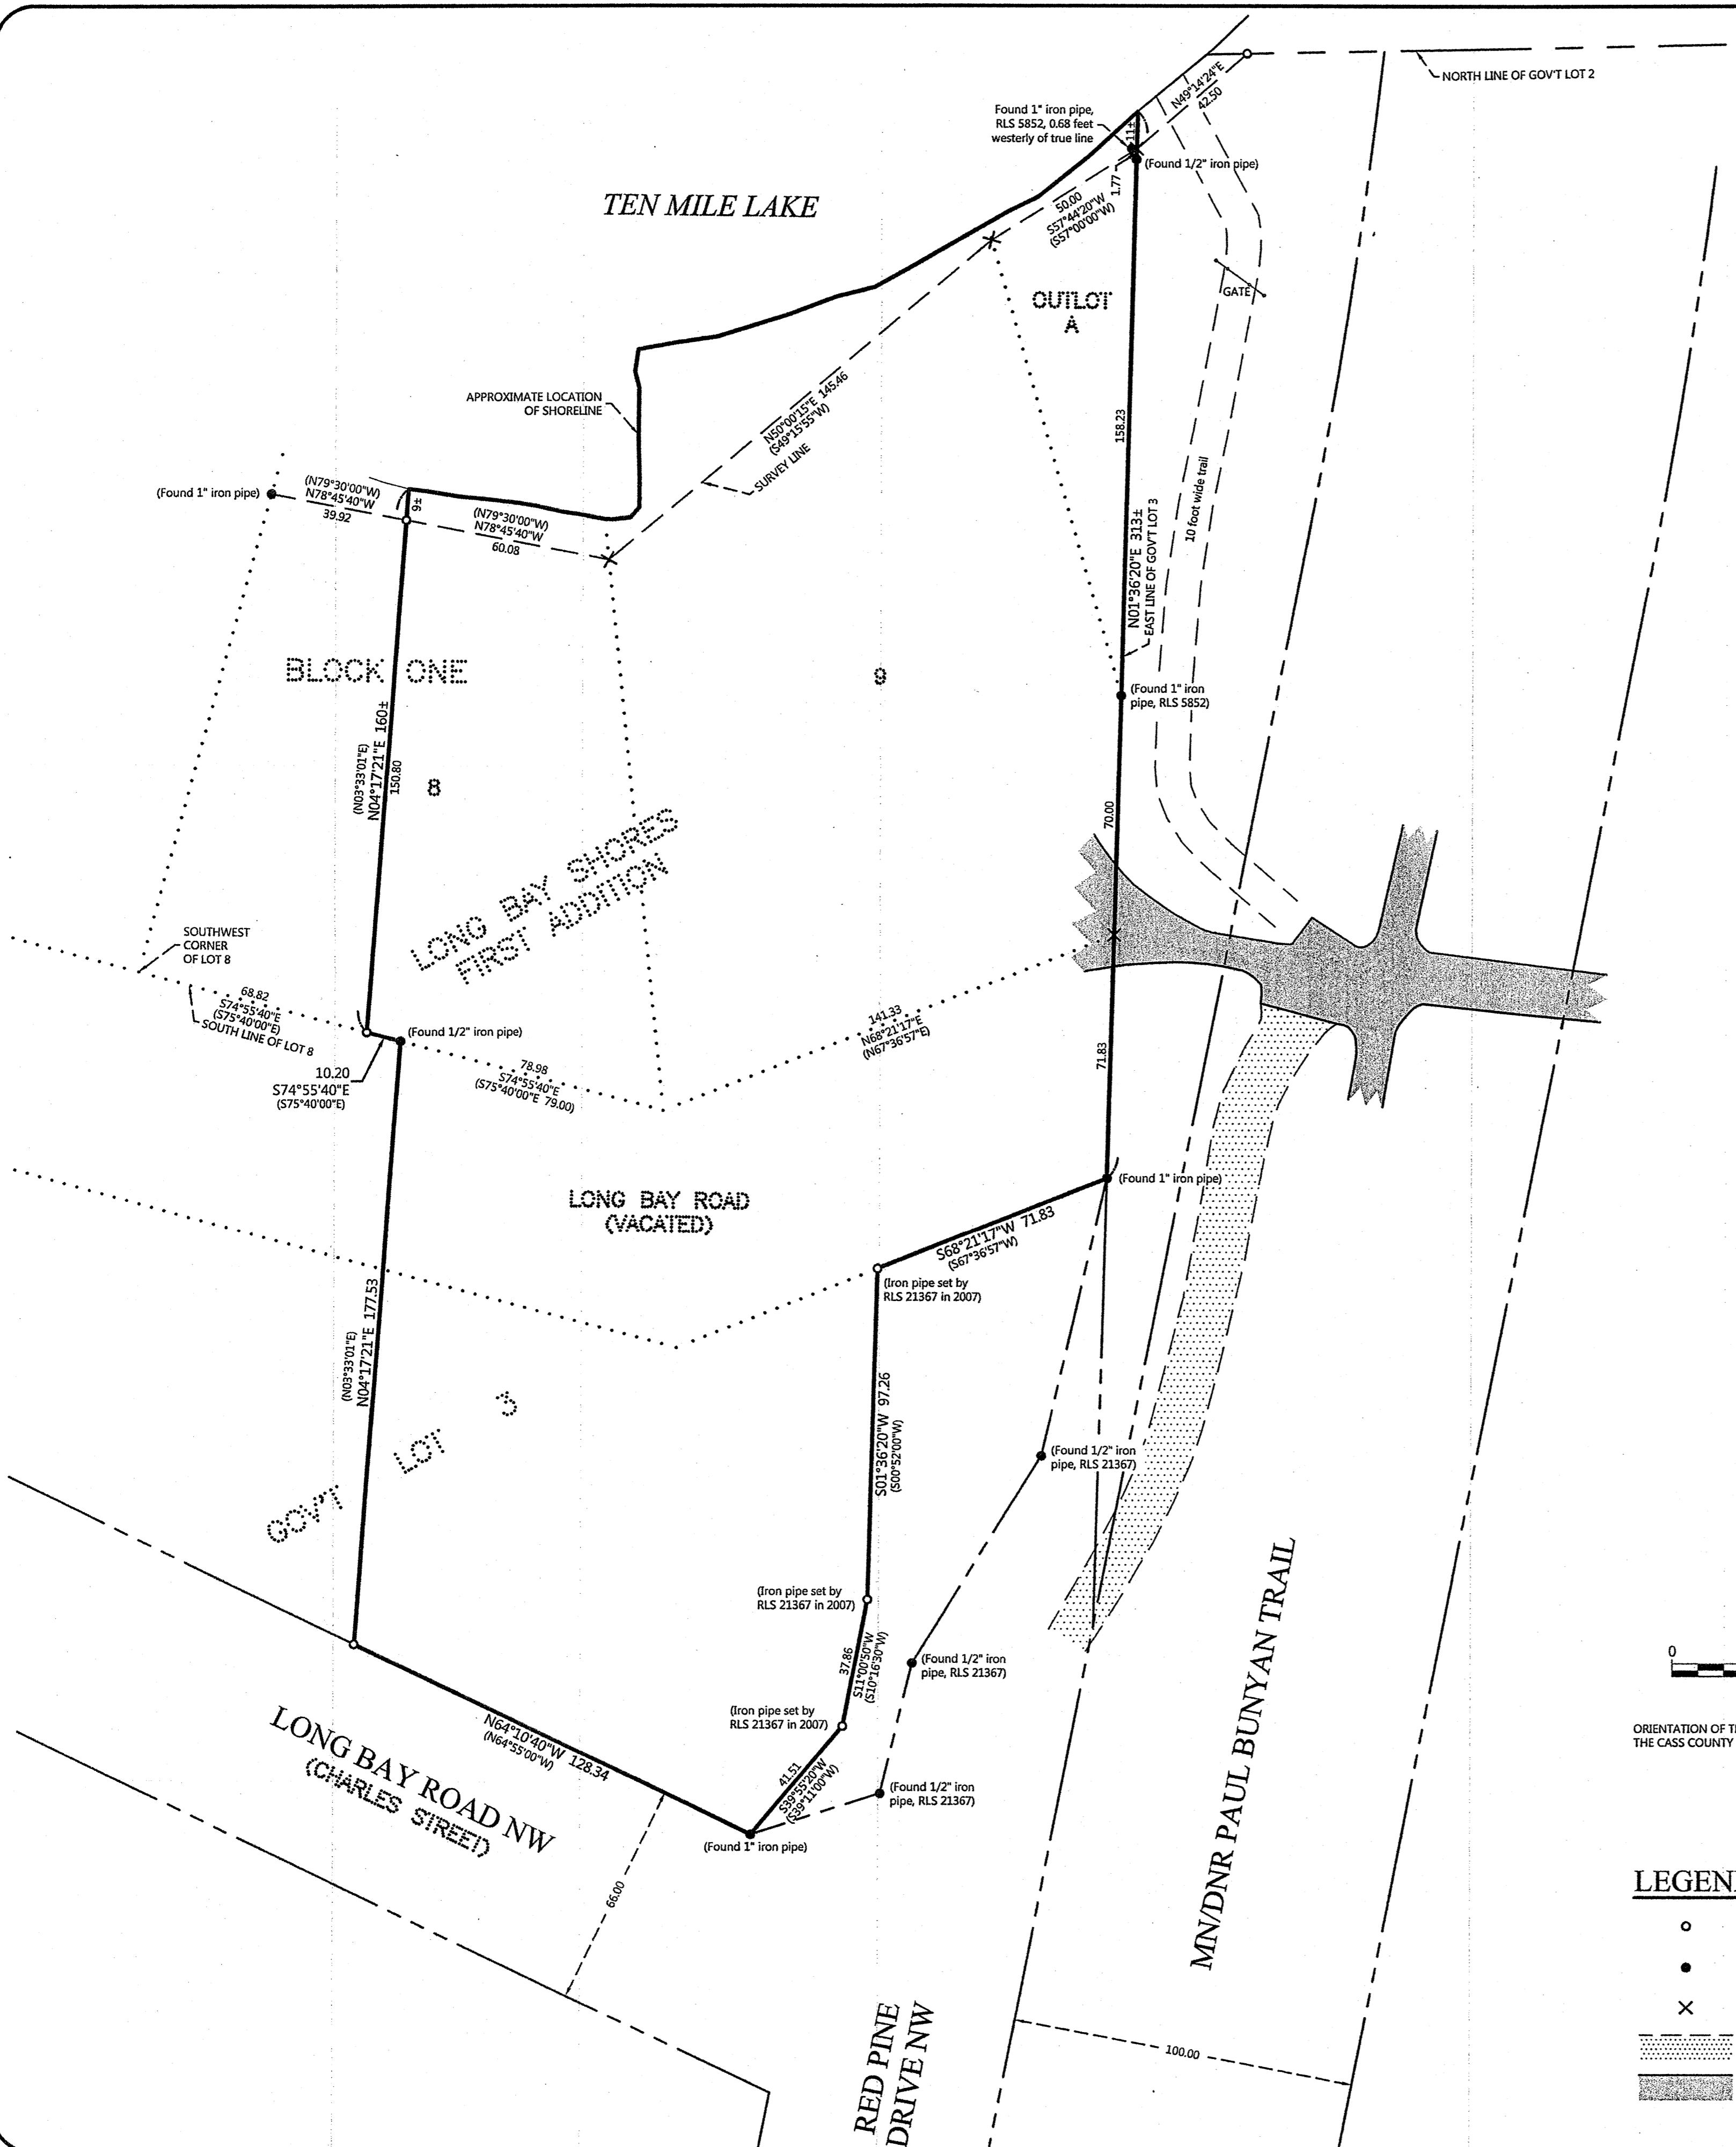 NORTH LINE OF GOV'T LOT 2
N49°14'24"E
42.50
Found 1" iron pipe,
RLS 5852, 0.68 feet
westerly of true line
11±
(Found 1/2" iron pipe)
1.77
TEN MILE LAKE
50.00
S57°44'20"W
(S57°00'00"W)
OUTLOT
A
GATE
APPROXIMATE LOCATION
OF SHORELINE
N50°00'15"E 145.46
(S49°15'55"W)
SURVEY LINE
158.23
N01°36'20"E 313±
EAST LINE OF GOV'T LOT 3
10 foot wide trail
(Found 1" iron pipe)
(N79°30'00"W)
N78°45'40"W
39.92
9±
(N79°30'00"W)
N78°45'40"W
60.08
BLOCK ONE
9
(Found 1" iron
pipe, RLS 5852)
(N03°33'01"E)
N04°17'21"E 160±
150.80
8
70.00
LONG BAY SHORES
FIRST ADDITION
SOUTHWEST
CORNER
OF LOT 8
68.82
S74°55'40"E
(S75°40'00"E)
SOUTH LINE OF LOT 8
(Found 1/2" iron pipe)
10.20
S74°55'40"E
(S75°40'00"E)
78.98
S74°55'40"E
(S75°40'00"E 79.00)
141.33
N68°21'17"E
(N67°36'57"E)
71.83
(Found 1" iron pipe)
LONG BAY ROAD
(VACATED)
S68°21'17"W 71.83
(S67°36'57"W)
(Iron pipe set by
RLS 21367 in 2007)
(N03°33'01"E)
N04°17'21"E 177.53
S01°36'20"W 97.26
(S00°52'00"W)
GOV'T LOT 3
(Found 1/2" iron
pipe, RLS 21367)
(Iron pipe set by
RLS 21367 in 2007)
37.86
S11°00'50"W
(S10°16'30"W)
(Found 1/2" iron
pipe, RLS 21367)
(Iron pipe set by
RLS 21367 in 2007)
N64°10'40"W 128.34
(N64°55'00"W)
41.51
S39°55'20"W
(S39°11'00"W)
(Found 1/2" iron
pipe, RLS 21367)
(Found 1" iron pipe)
LONG BAY ROAD NW
(CHARLES STREET)
66.00
MN/DNR PAUL BUNYAN TRAIL
RED PINE
DRIVE NW
100.00
0
ORIENTATION OF T
THE CASS COUNTY
LEGEN